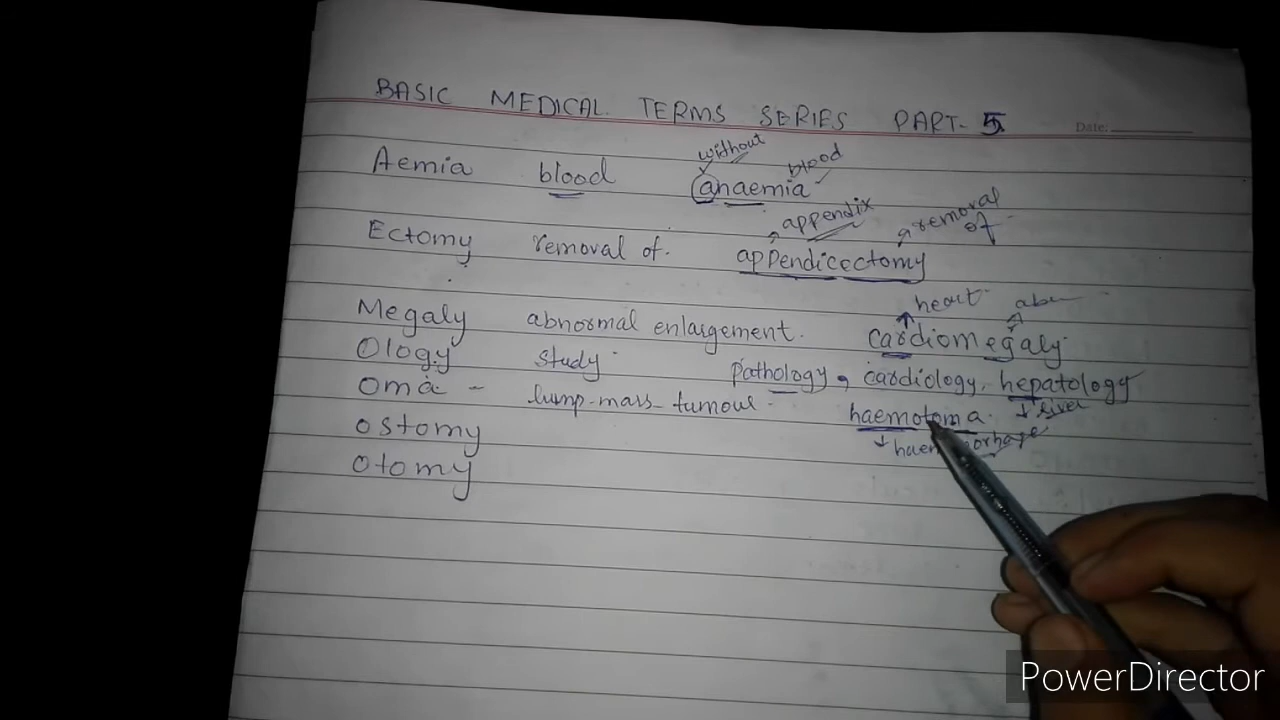 BASIC MEDICAL TERMS SERIES PART-5
Date:
without blood
Aemia blood anaemia
appendix removal of
Ectomy removal of. appendicectomy
heart abn
Megaly abnormal enlargement. cardiomegaly
Ology study pathology, cardiology, hepatology
liver
oma - lump-mass-tumour haemotoma
ostomy
Otomy
PowerDirector